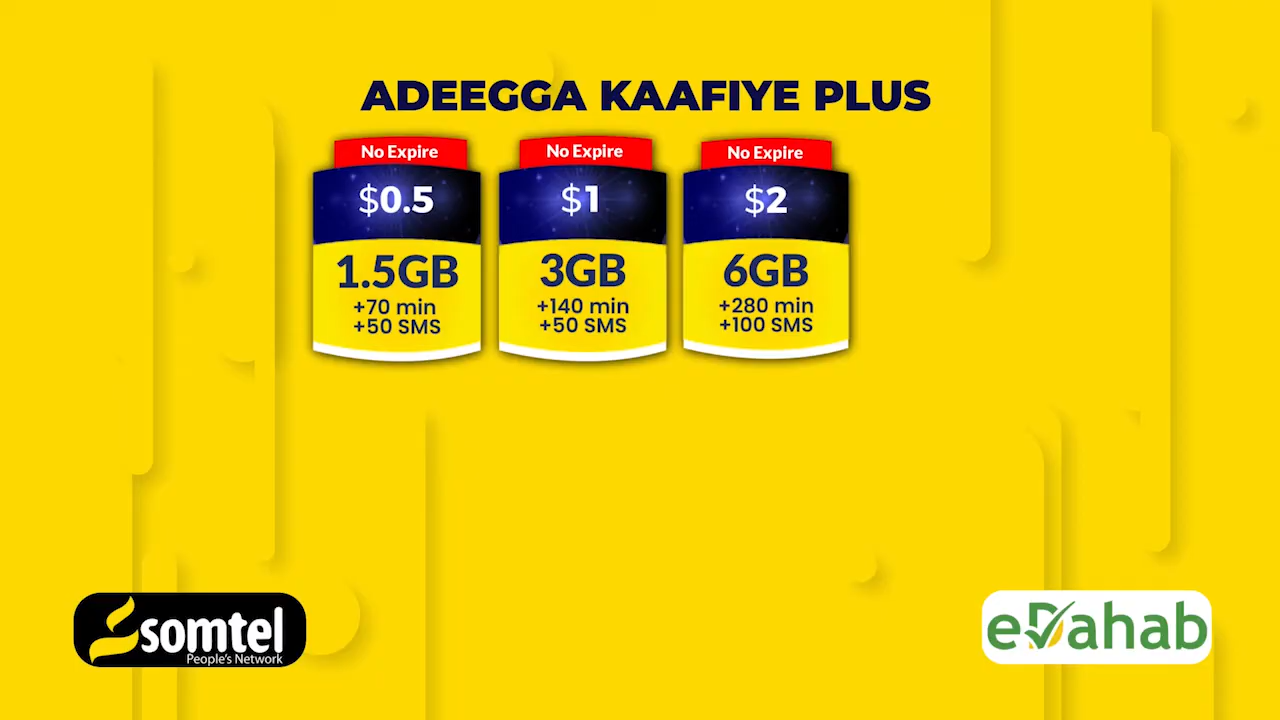 ADEEGGA KAAFIYE PLUS
No Expire
$0.5
1.5GB
+70 min
+50 SMS
No Expire
$1
3GB
+140 min
+50 SMS
No Expire
$2
6GB
+280 min
+100 SMS
somtel
People's Network
eDahab